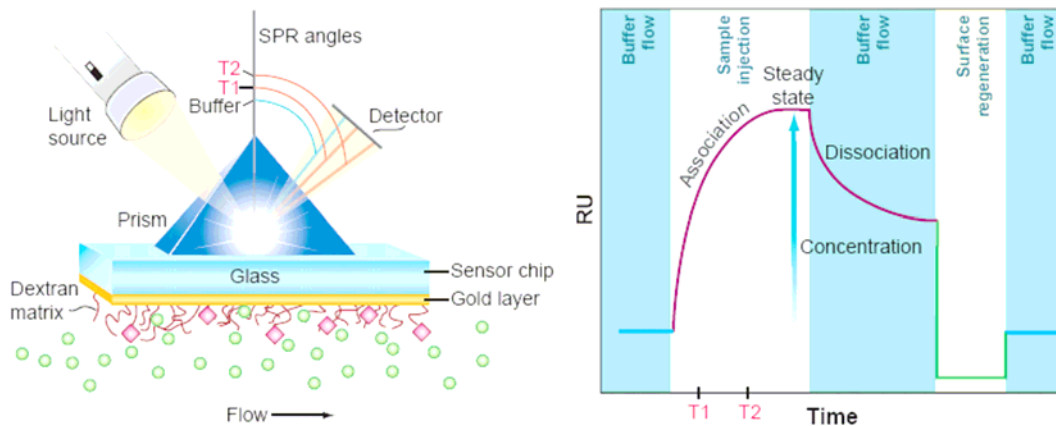 SPR angles
T2
T1
Buffer
Light
source
Detector
Prism
Glass
Sensor chip
Gold layer
Dextran
matrix
Flow
Buffer
flow
Sample
injection
Buffer
flow
Surface
regeneration
Buffer
flow
Steady
state
Association
Dissociation
Concentration
RU
T1
T2
Time